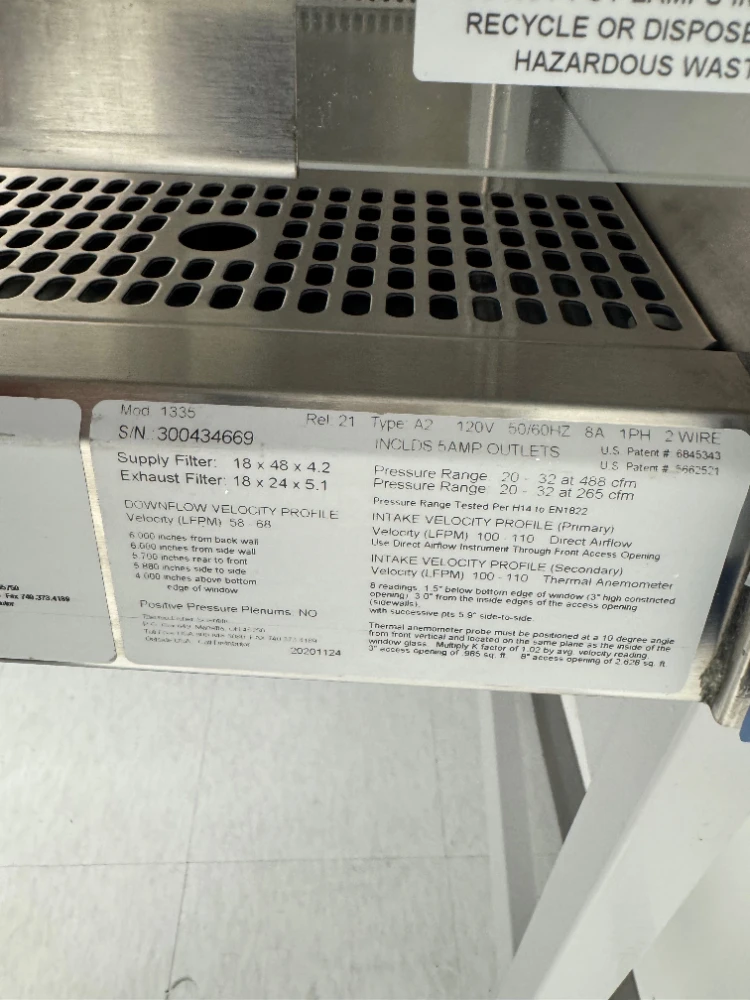 RECYCLE OR DISPOSE
HAZARDOUS WAST
Mod. 1335
Rel. 21 Type: A2 120V 50/60HZ 8A 1PH 2 WIRE
S/N.:300434669
INCLDS 5AMP OUTLETS
U.S. Patent # 6845343
U.S. Patent # 5662521
Supply Filter: 18 x 48 x 4.2
Exhaust Filter: 18 x 24 x 5.1
Pressure Range 20 - 32 at 488 cfm
Pressure Range 20 - 32 at 265 cfm
Pressure Range Tested Per H14 to EN1822
DOWNFLOW VELOCITY PROFILE
Velocity (LFPM) 58 - 68
6.000 inches from back wall
6.000 inches from side wall
5.700 inches rear to front
5.880 inches side to side
4.000 inches above bottom
edge of window
Positive Pressure Plenums: NO
20201124
INTAKE VELOCITY PROFILE (Primary)
Velocity (LFPM) 100 - 110 Direct Airflow
Use Direct Airflow Instrument Through Front Access Opening
INTAKE VELOCITY PROFILE (Secondary)
Velocity (LFPM) 100 - 110 Thermal Anemometer
8 readings, 1.5" below bottom edge of window (3" high constricted
opening) 3.0" from the inside edges of the access opening
(sidewalls),
with successive pts 5.9" side-to-side.
Thermal anemometer probe must be positioned at a 10 degree angle
from front vertical and located on the same plane as the inside of the
window glass. Multiply K factor of 1.02 by avg. velocity reading.
3" access opening of .985 sq. ft. 8" access opening of 2.628 sq. ft.